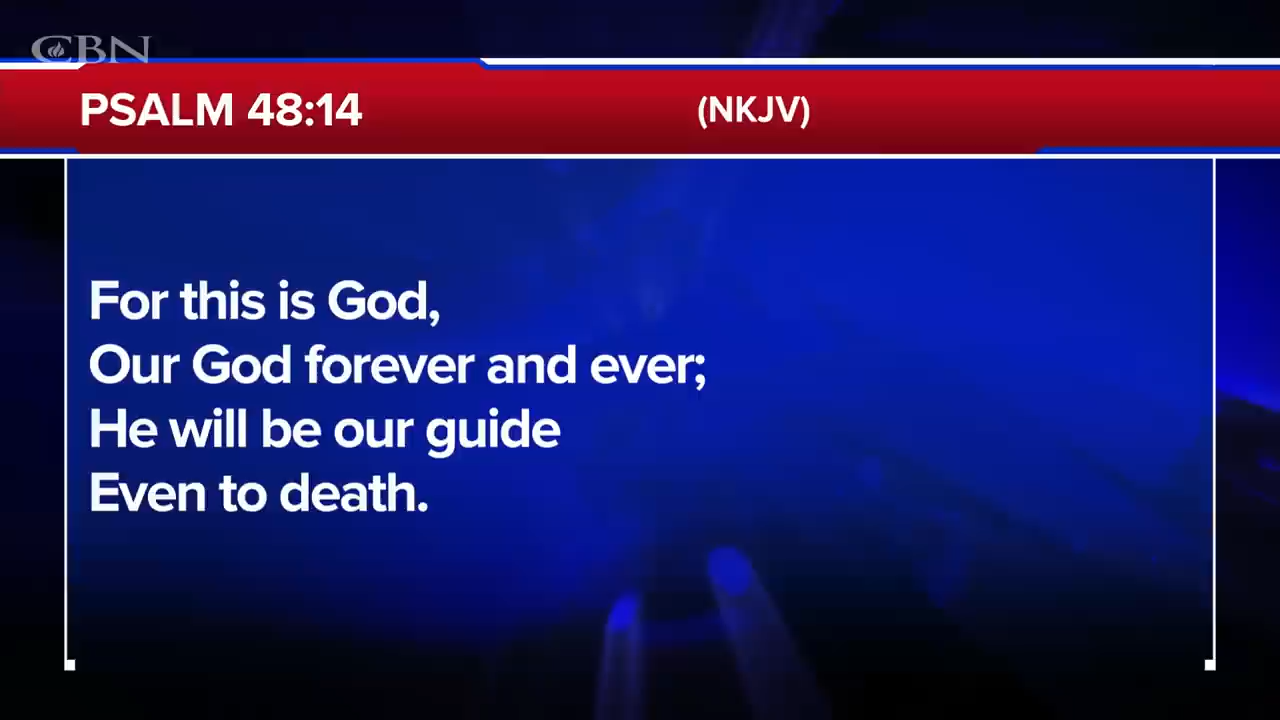 CBN
PSALM 48:14 (NKJV)
For this is God,
Our God forever and ever;
He will be our guide
Even to death.